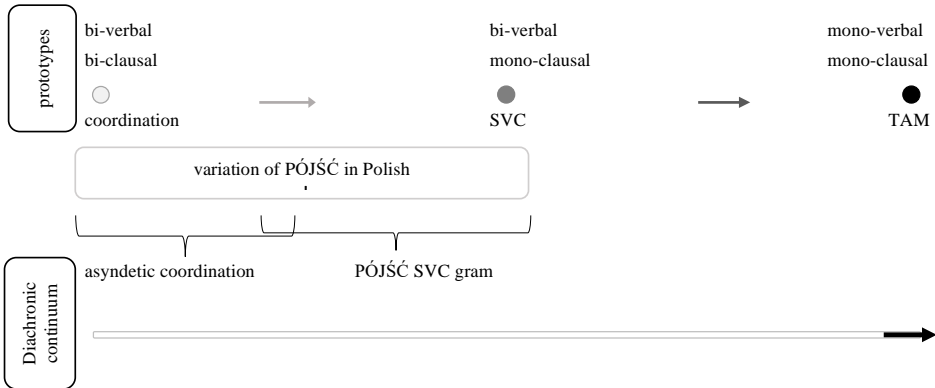 prototypes
bi-verbal
bi-clausal
coordination
bi-verbal
mono-clausal
SVC
mono-verbal
mono-clausal
TAM
variation of PÓJŚĆ in Polish
asyndetic coordination
PÓJŚĆ SVC gram
Diachronic
continuum